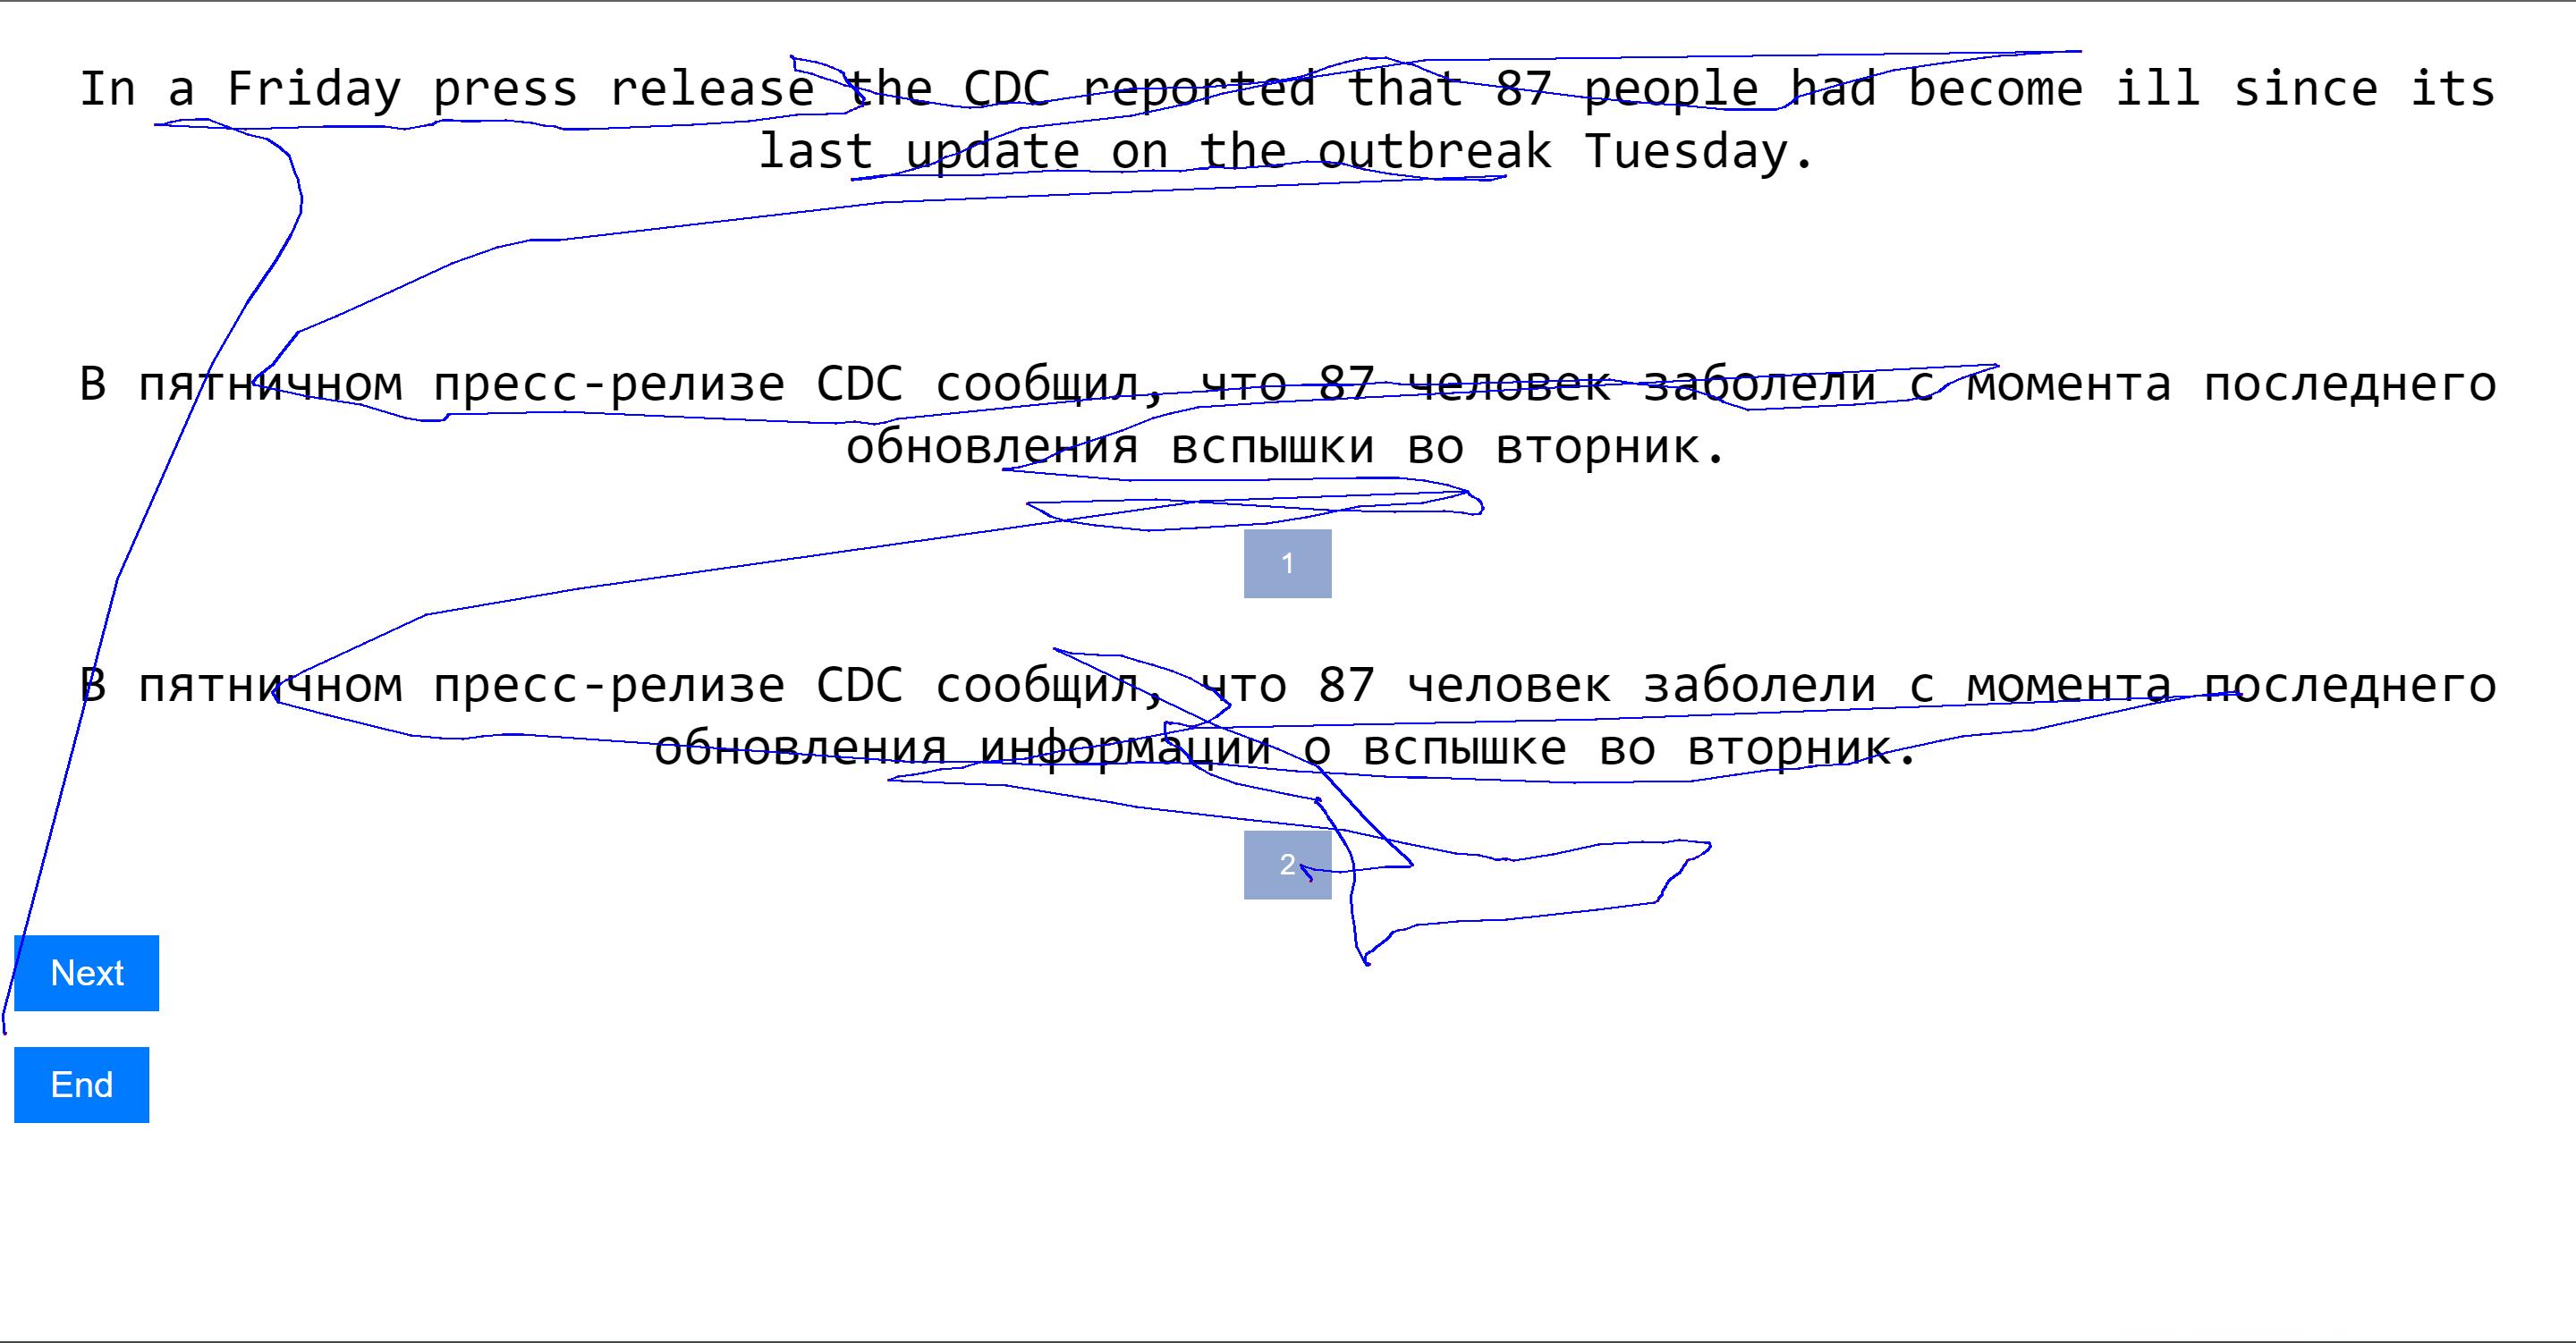 In a Friday press release the CDC reported that 87 people had become ill since its
last update on the outbreak Tuesday.
В пятничном пресс-релизе CDC сообщил, что 87 человек заболели с момента последнего
обновления вспышки во вторник.
1
В пятничном пресс-релизе CDC сообщил, что 87 человек заболели с момента последнего
обновления информации о вспышке во вторник.
2
Next
End